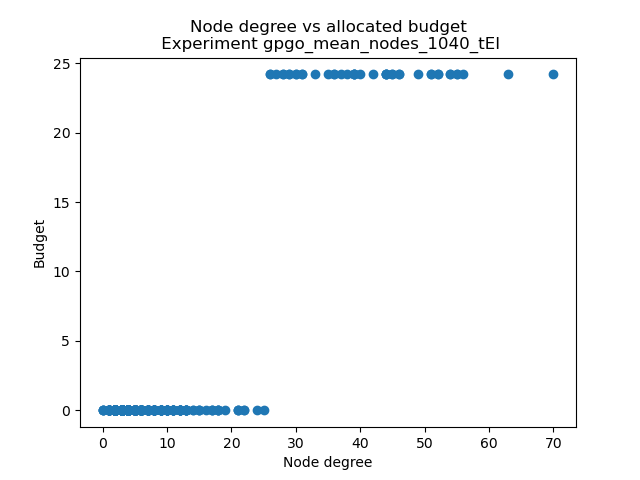 Node degree vs allocated budget
Experiment gpgo_mean_nodes_1040_tEI
25
20
15
10
5
0
Budget
0 10 20 30 40 50 60 70
Node degree